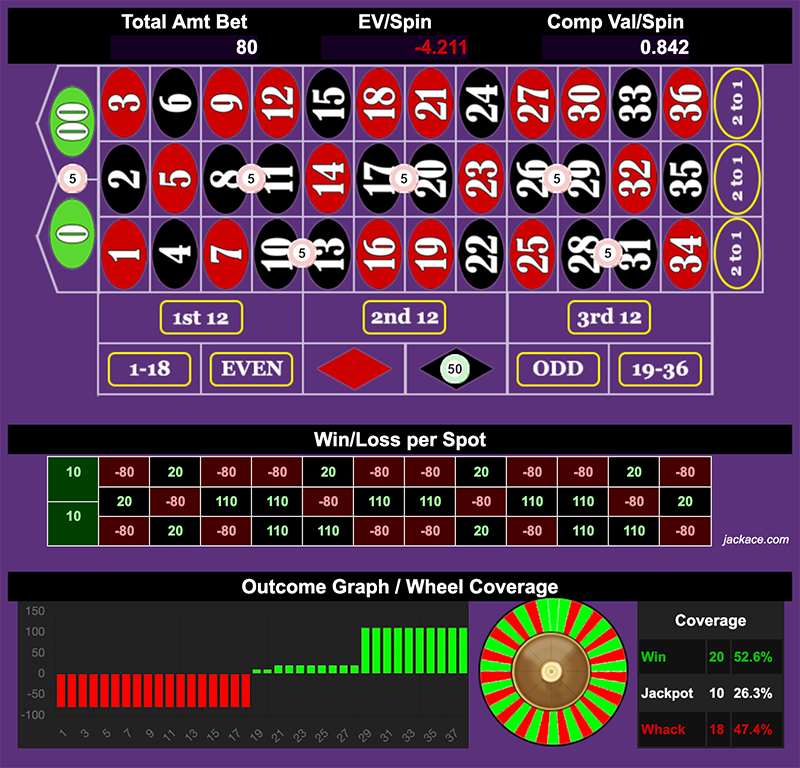 Total Amt Bet EV/Spin Comp Val/Spin
80 -4.211 0.842
00 3 6 9 12 15 18 21 24 27 30 33 36 2 to 1
5 2 5 8 5 11 14 17 5 20 23 26 5 29 32 35 2 to 1
0 1 4 7 10 5 13 16 19 22 25 28 5 31 34 2 to 1
1st 12 2nd 12 3rd 12
1-18 EVEN 50 ODD 19-36
Win/Loss per Spot
10 -80 20 -80 -80 20 -80 -80 20 -80 -80 20 -80
20 -80 110 110 -80 110 110 -80 110 110 -80 20
10 -80 20 -80 110 110 -80 -80 20 -80 110 110 -80
jackace.com
Outcome Graph / Wheel Coverage
150
100
50
0
-50
-100
1 3 5 7 9 11 13 15 17 19 21 23 25 27 29 31 33 35 37
Coverage
Win 20 52.6%
Jackpot 10 26.3%
Whack 18 47.4%